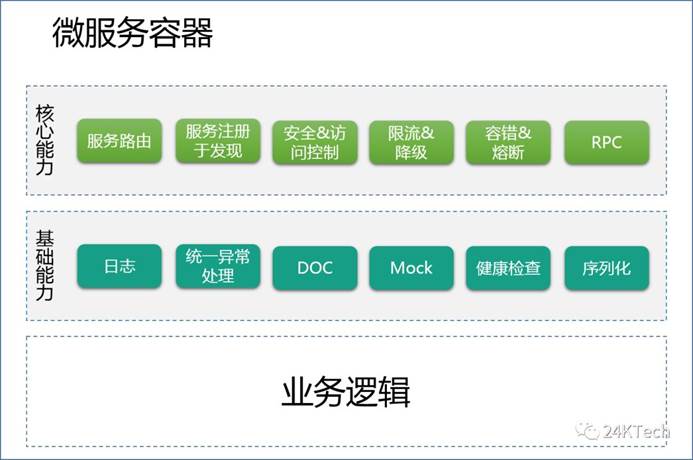 微服务容器
核心能力
服务路由
服务注册
于发现
安全&访
问控制
限流&
降级
容错&
熔断
RPC
基础能力
日志
统一异常
处理
DOC
Mock
健康检查
序列化
业务逻辑
24KTech